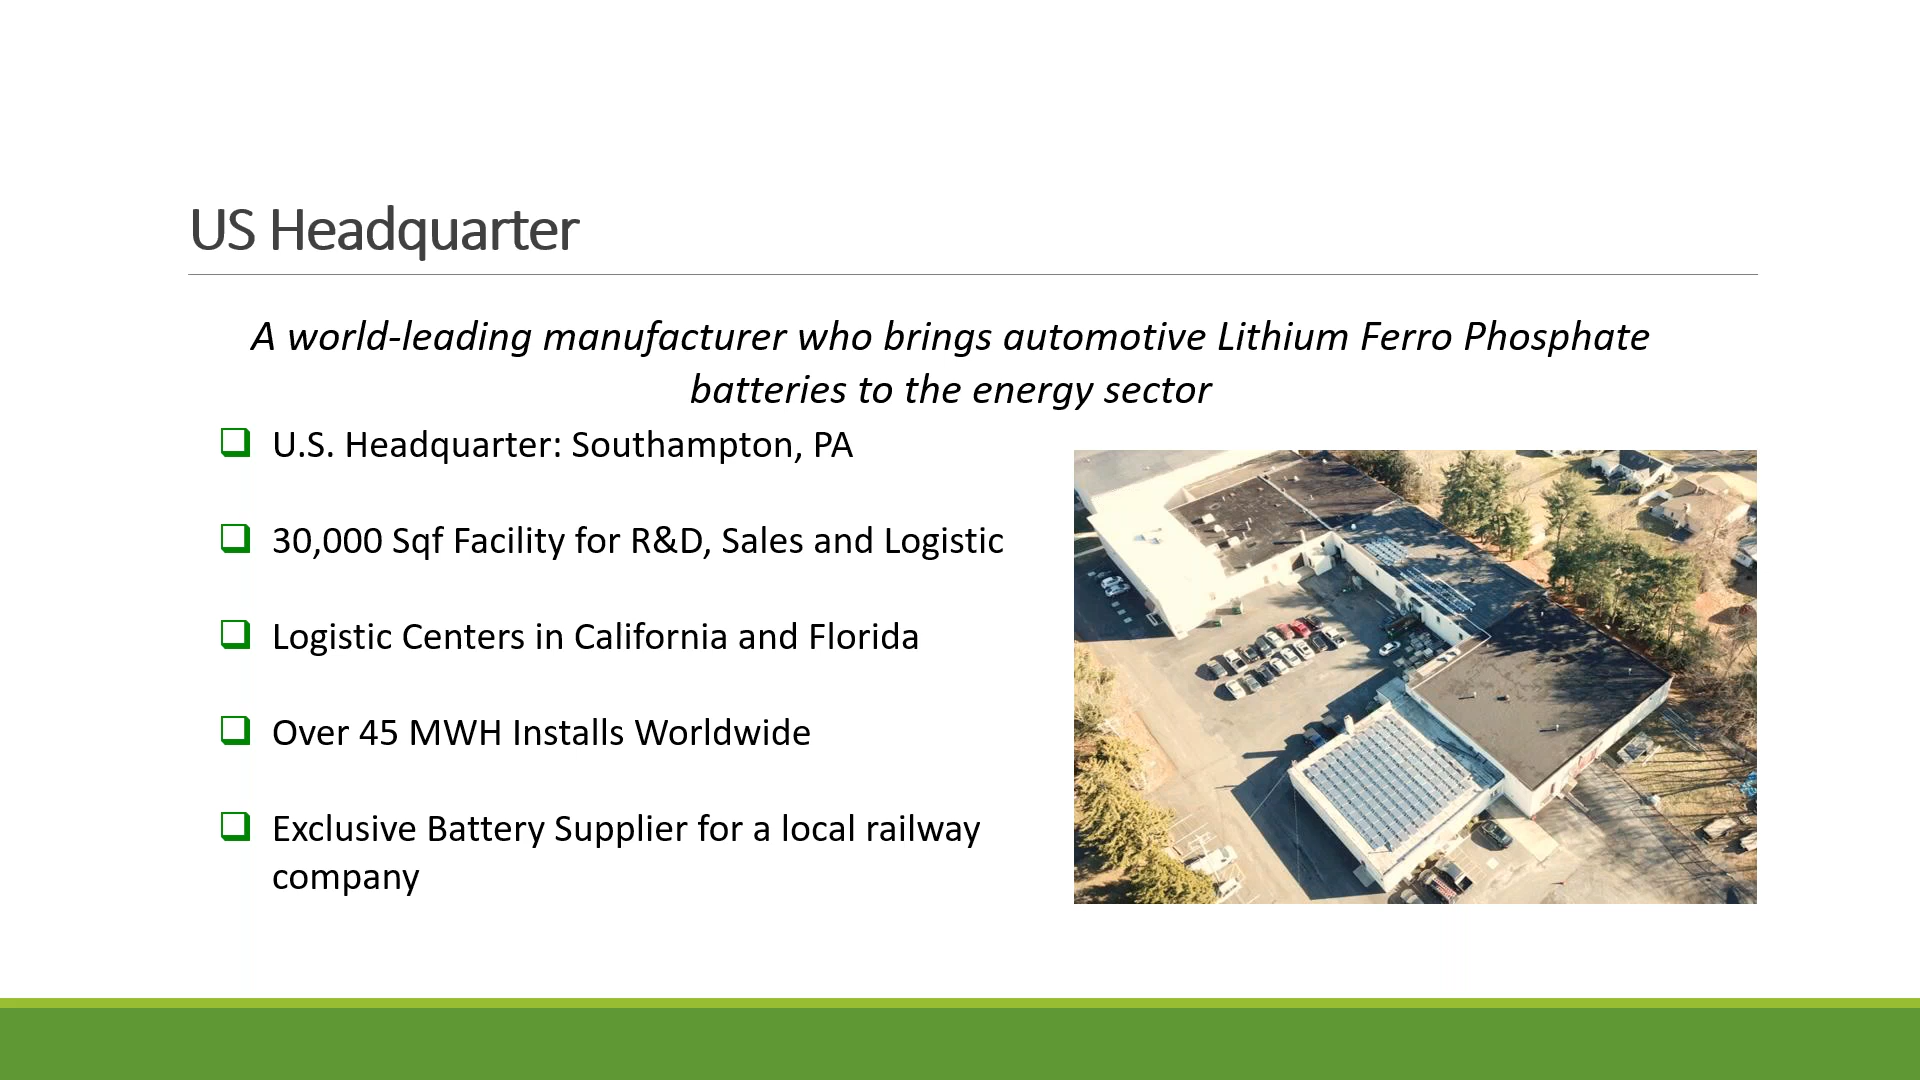 US Headquarter
A world-leading manufacturer who brings automotive Lithium Ferro Phosphate
batteries to the energy sector
U.S. Headquarter: Southampton, PA
30,000 Sqf Facility for R&D, Sales and Logistic
Logistic Centers in California and Florida
Over 45 MWH Installs Worldwide
Exclusive Battery Supplier for a local railway
company